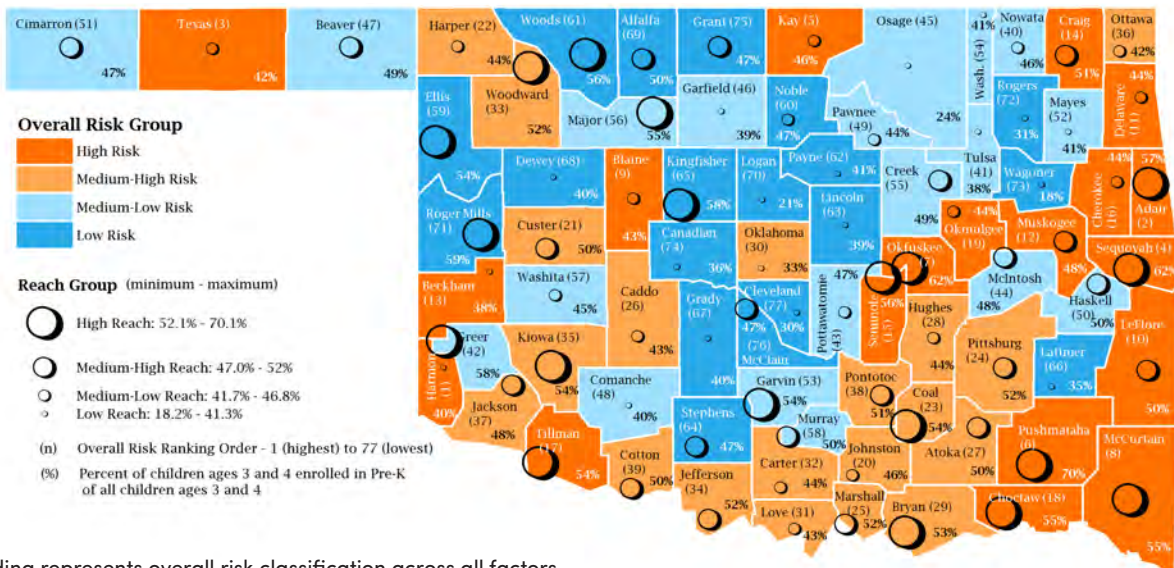 Cimarron (51)
47%
Texas (3)
42%
Beaver (47)
49%
Harper (22)
44%
Woods (61)
56%
Alfalfa
(69)
50%
Grant (75)
47%
Kay (5)
46%
Osage (45)
24%
41%
Wash. (54)
Nowata
(40)
46%
Craig
(14)
51%
Ottawa
(36)
42%
Ellis
(59)
54%
Woodward
(33)
52%
Major (56)
55%
Garfield (46)
39%
Noble
(60)
47%
Pawnee
(49)
44%
Rogers
(72)
31%
Mayes
(52)
41%
44%
Delaware
(11)
Overall Risk Group
High Risk
Medium-High Risk
Medium-Low Risk
Low Risk
Dewey (68)
40%
Blaine
(9)
43%
Kingfisher
(65)
58%
Logan
(70)
21%
Payne (62)
41%
Creek
(55)
49%
Tulsa
(41)
38%
Wagoner
(73)
18%
44%
Cherokee
(16)
57%
Adair
(2)
Roger Mills
(71)
59%
Custer (21)
50%
Canadian
(74)
36%
Oklahoma
(30)
33%
Lincoln
(63)
39%
Okfuskee
(7)
62%
44%
Okmulgee
(19)
Muskogee
(12)
48%
Sequoyah (4)
62%
Reach Group (minimum - maximum)
High Reach: 52.1% - 70.1%
Medium-High Reach: 47.0% - 52%
Medium-Low Reach: 41.7% - 46.8%
Low Reach: 18.2% - 41.3%
(n) Overall Risk Ranking Order - 1 (highest) to 77 (lowest)
(%) Percent of children ages 3 and 4 enrolled in Pre-K
of all children ages 3 and 4
Beckham
(13)
38%
Washita (57)
45%
Caddo
(26)
43%
Grady
(67)
40%
Cleveland
(77)
30%
47%
(76)
McClain
47%
Pottawatomie
(43)
56%
Seminole
(15)
Hughes
(28)
44%
McIntosh
(44)
48%
Haskell
(50)
50%
LeFlore
(10)
50%
Harmon
(1)
40%
Greer
(42)
58%
Kiowa (35)
54%
Jackson
(37)
48%
Comanche
(48)
40%
Tillman
(17)
54%
Cotton
(39)
50%
Stephens
(64)
47%
Garvin (53)
54%
Murray
(58)
50%
Pontotoc
(38)
51%
Coal
(23)
54%
Pittsburg
(24)
52%
Latimer
(66)
35%
Jefferson
(34)
52%
Carter (32)
44%
Johnston
(20)
46%
Atoka (27)
50%
Pushmataha
(6)
70%
McCurtain
(8)
55%
Love (31)
43%
Marshall
(25)
52%
Bryan (29)
53%
Choctaw (18)
55%
ding represents overall risk classification across all factors